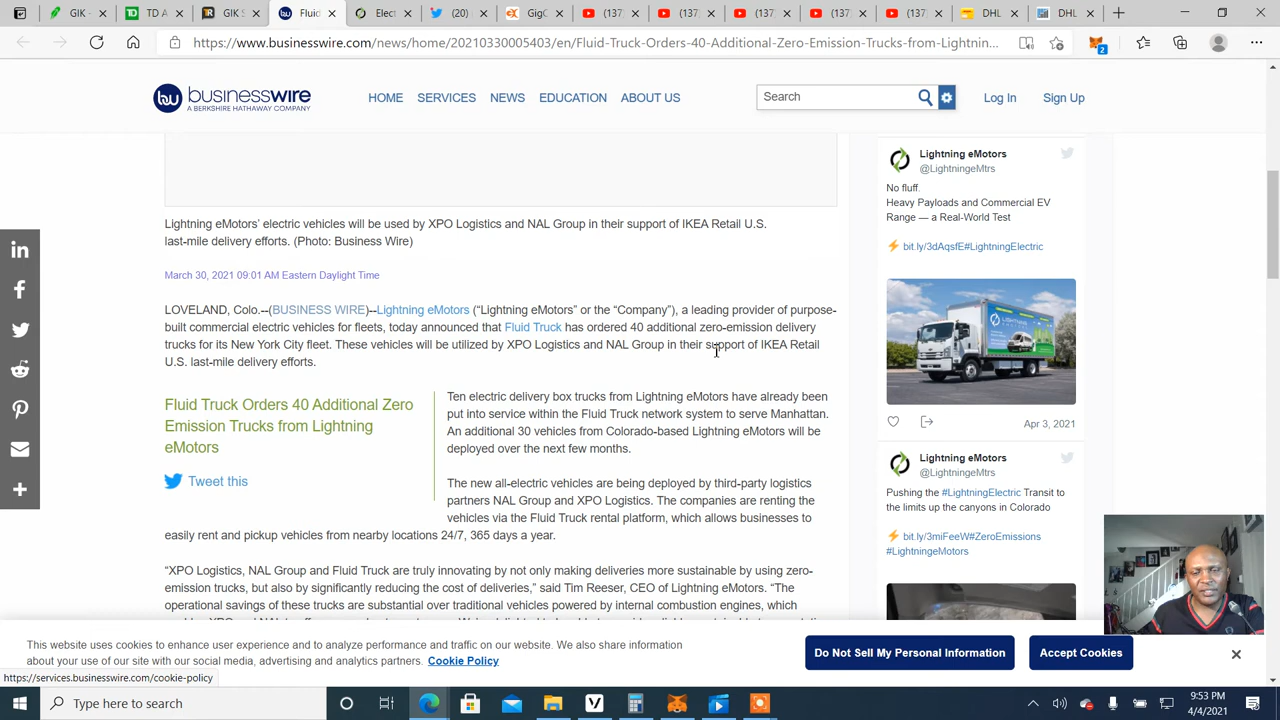 GIK -
TD A
GIK S
Fluid
Elect
(20)
GigC
(137
(137
(137
(137
(137
DHL
DHL
https://www.businesswire.com/news/home/20210330005403/en/Fluid-Truck-Orders-40-Additional-Zero-Emission-Trucks-from-Lightnin...
2
bw businesswire
A BERKSHIRE HATHAWAY COMPANY
HOME SERVICES NEWS EDUCATION ABOUT US
Search
Log In Sign Up
Lightning eMotors' electric vehicles will be used by XPO Logistics and NAL Group in their support of IKEA Retail U.S.
last-mile delivery efforts. (Photo: Business Wire)
March 30, 2021 09:01 AM Eastern Daylight Time
LOVELAND, Colo.--(BUSINESS WIRE)--Lightning eMotors (“Lightning eMotors” or the “Company”), a leading provider of purpose-
built commercial electric vehicles for fleets, today announced that Fluid Truck has ordered 40 additional zero-emission delivery
trucks for its New York City fleet. These vehicles will be utilized by XPO Logistics and NAL Group in their support of IKEA Retail
U.S. last-mile delivery efforts.
Fluid Truck Orders 40 Additional Zero
Emission Trucks from Lightning
eMotors
Tweet this
Ten electric delivery box trucks from Lightning eMotors have already been
put into service within the Fluid Truck network system to serve Manhattan.
An additional 30 vehicles from Colorado-based Lightning eMotors will be
deployed over the next few months.
The new all-electric vehicles are being deployed by third-party logistics
partners NAL Group and XPO Logistics. The companies are renting the
vehicles via the Fluid Truck rental platform, which allows businesses to
easily rent and pickup vehicles from nearby locations 24/7, 365 days a year.
“XPO Logistics, NAL Group and Fluid Truck are truly innovating by not only making deliveries more sustainable by using zero-
emission trucks, but also by significantly reducing the cost of deliveries,” said Tim Reeser, CEO of Lightning eMotors. “The
operational savings of these trucks are substantial over traditional vehicles powered by internal combustion engines, which
Lightning eMotors
@LightningeMtrs
No fluff.
Heavy Payloads and Commercial EV
Range — a Real-World Test
⚡ bit.ly/3dAqsfE#LightningElectric
Apr 3, 2021
Lightning eMotors
@LightningeMtrs
Pushing the #LightningElectric Transit to
the limits up the canyons in Colorado
⚡ bit.ly/3miFeeW#ZeroEmissions
#LightningeMotors
This website uses cookies to enhance user experience and to analyze performance and traffic on our website. We also share information
about your use of our site with our social media, advertising and analytics partners. Cookie Policy
Do Not Sell My Personal Information
Accept Cookies
https://services.businesswire.com/cookie-policy
Type here to search
9:53 PM
4/4/2021